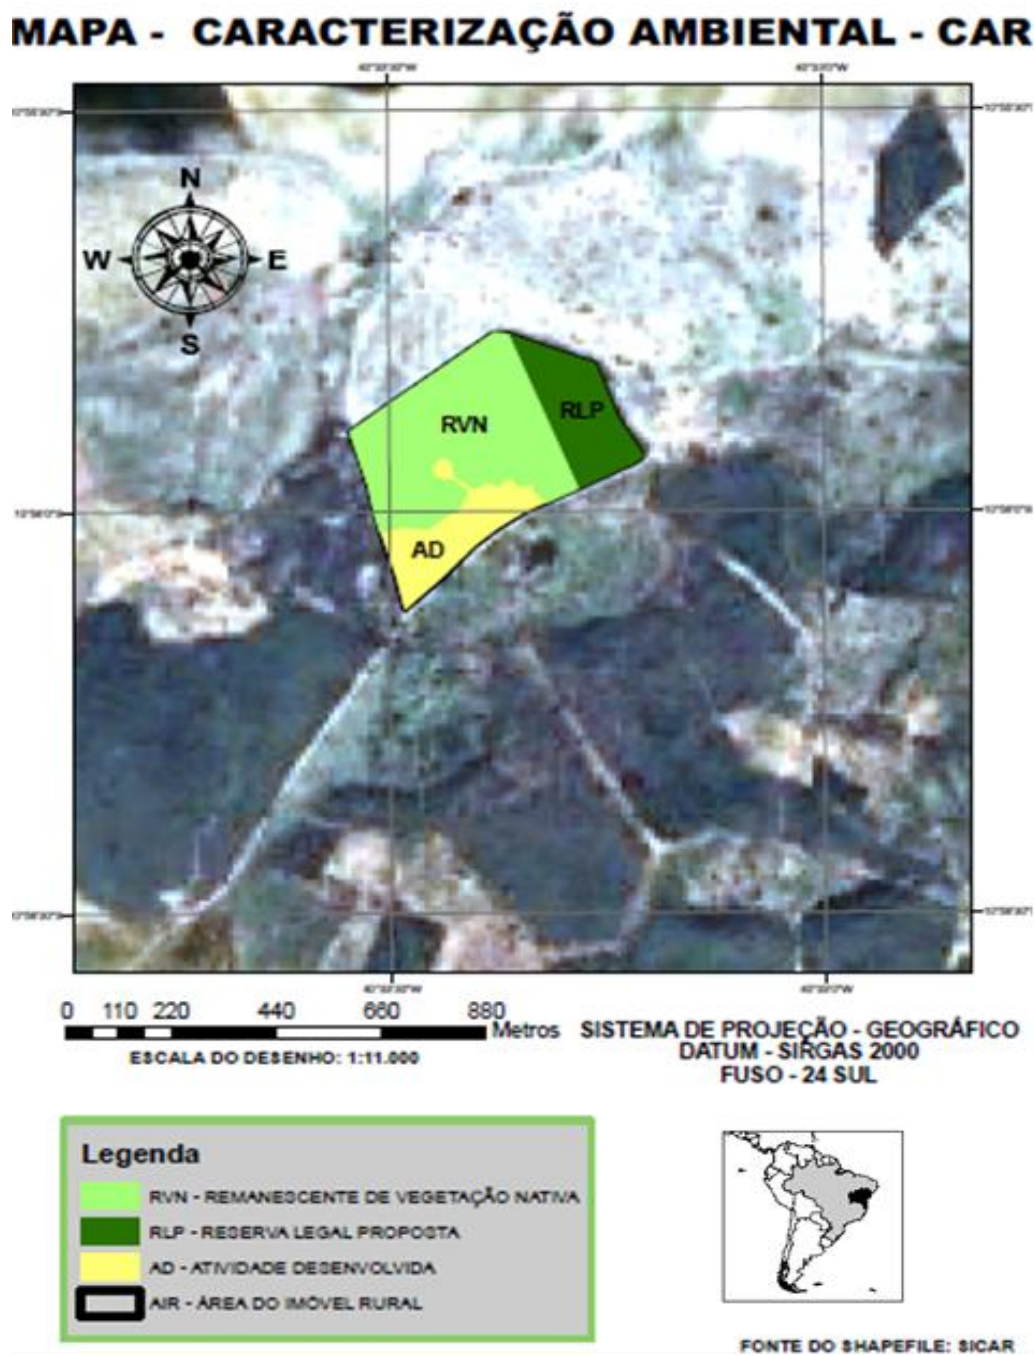 MAPA - CARACTERIZAÇÃO AMBIENTAL - CAR
N
W E
S
RVN
RLP
AD
0 110 220 440 660 880
Metros
ESCALA DO DESENHO: 1:11.000
SISTEMA DE PROJEÇÃO - GEOGRÁFICO
DATUM - SIRGAS 2000
FUSO - 24 SUL
Legenda
RVN - REMANESCENTE DE VEGETAÇÃO NATIVA
RLP - RESERVA LEGAL PROPOSTA
AD - ATIVIDADE DESENVOLVIDA
AIR - ÁREA DO IMÓVEL RURAL
FONTE DO SHAPEFILE: SICAR